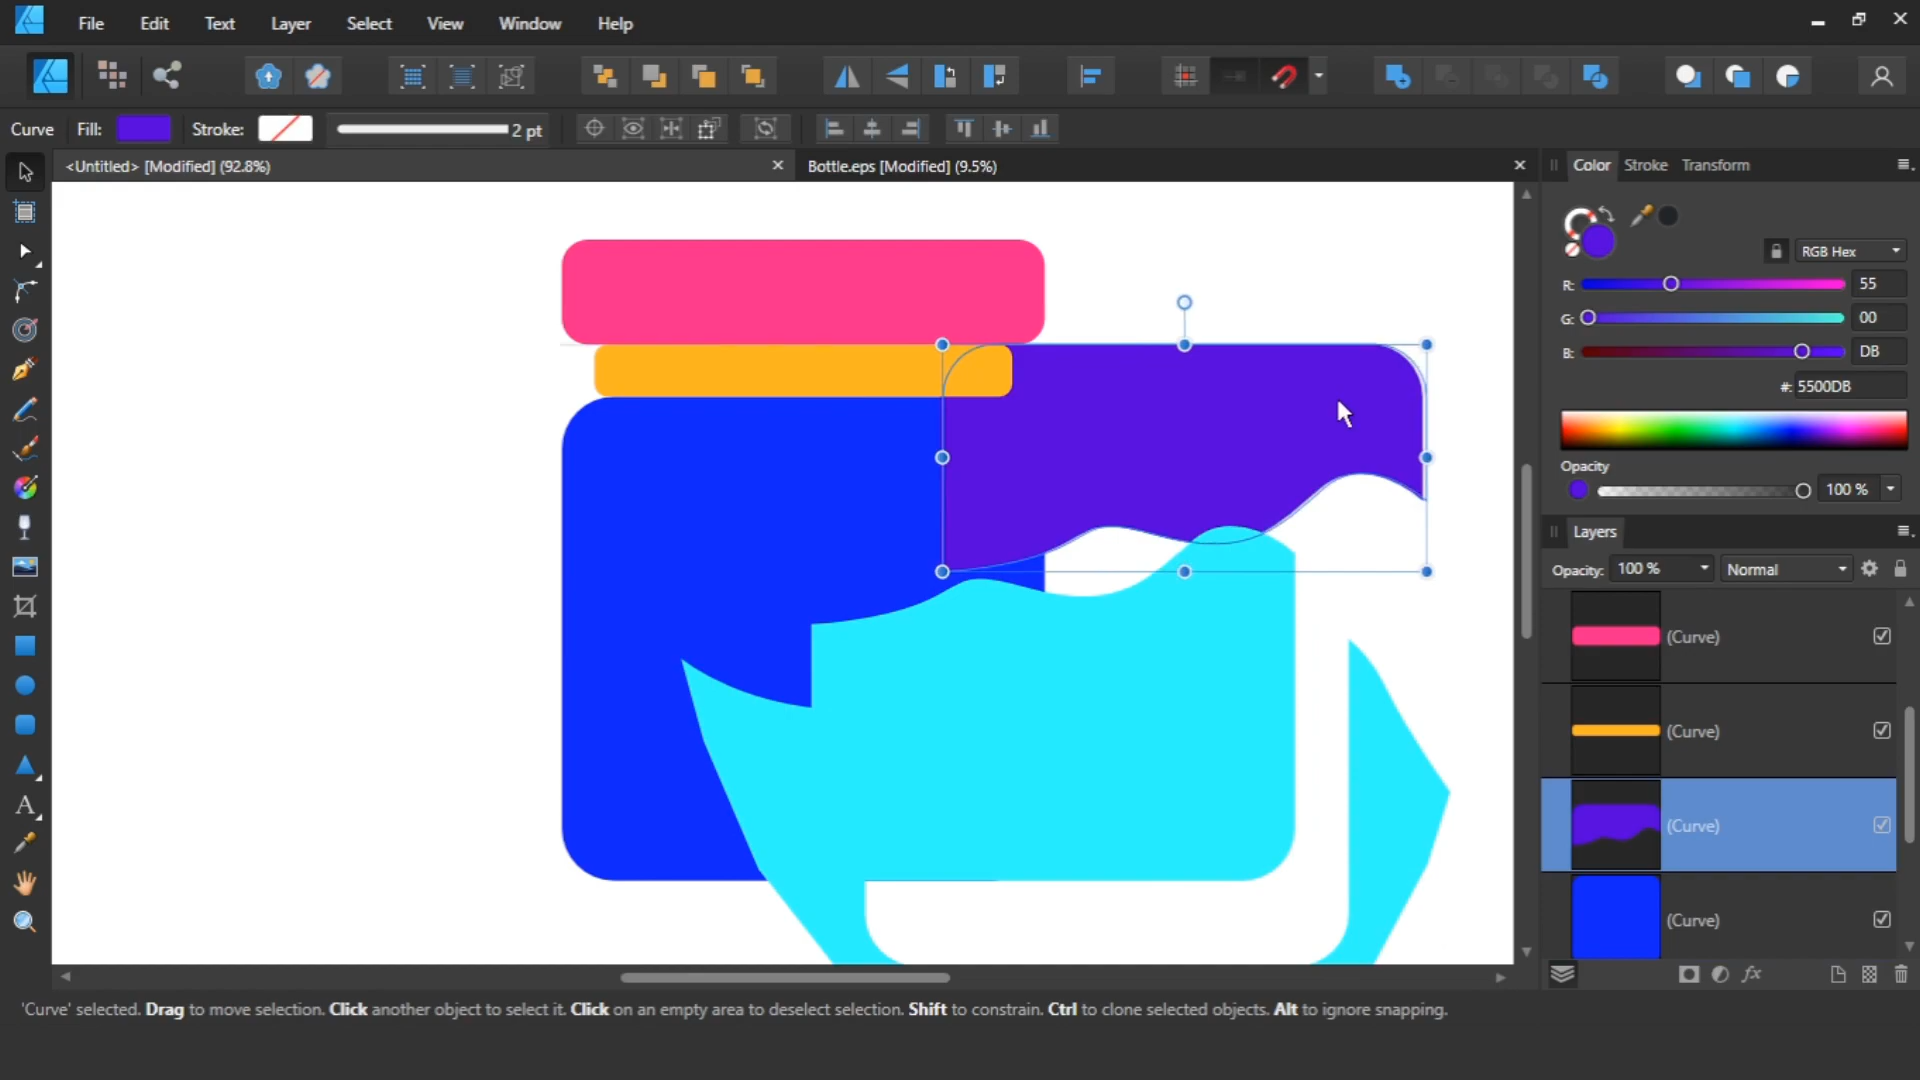 File Edit Text Layer Select View Window Help
Curve Fill: Stroke: 2 pt
<Untitled> [Modified] (92.8%)
Bottle.eps [Modified] (9.5%)
Color Stroke Transform
RGB Hex
R: 55
G: 00
B: DB
#: 5500DB
Opacity
100 %
Layers
Opacity: 100 % Normal
(Curve)
(Curve)
(Curve)
(Curve)
'Curve' selected. Drag to move selection. Click another object to select it. Click on an empty area to deselect selection. Shift to constrain. Ctrl to clone selected objects. Alt to ignore snapping.